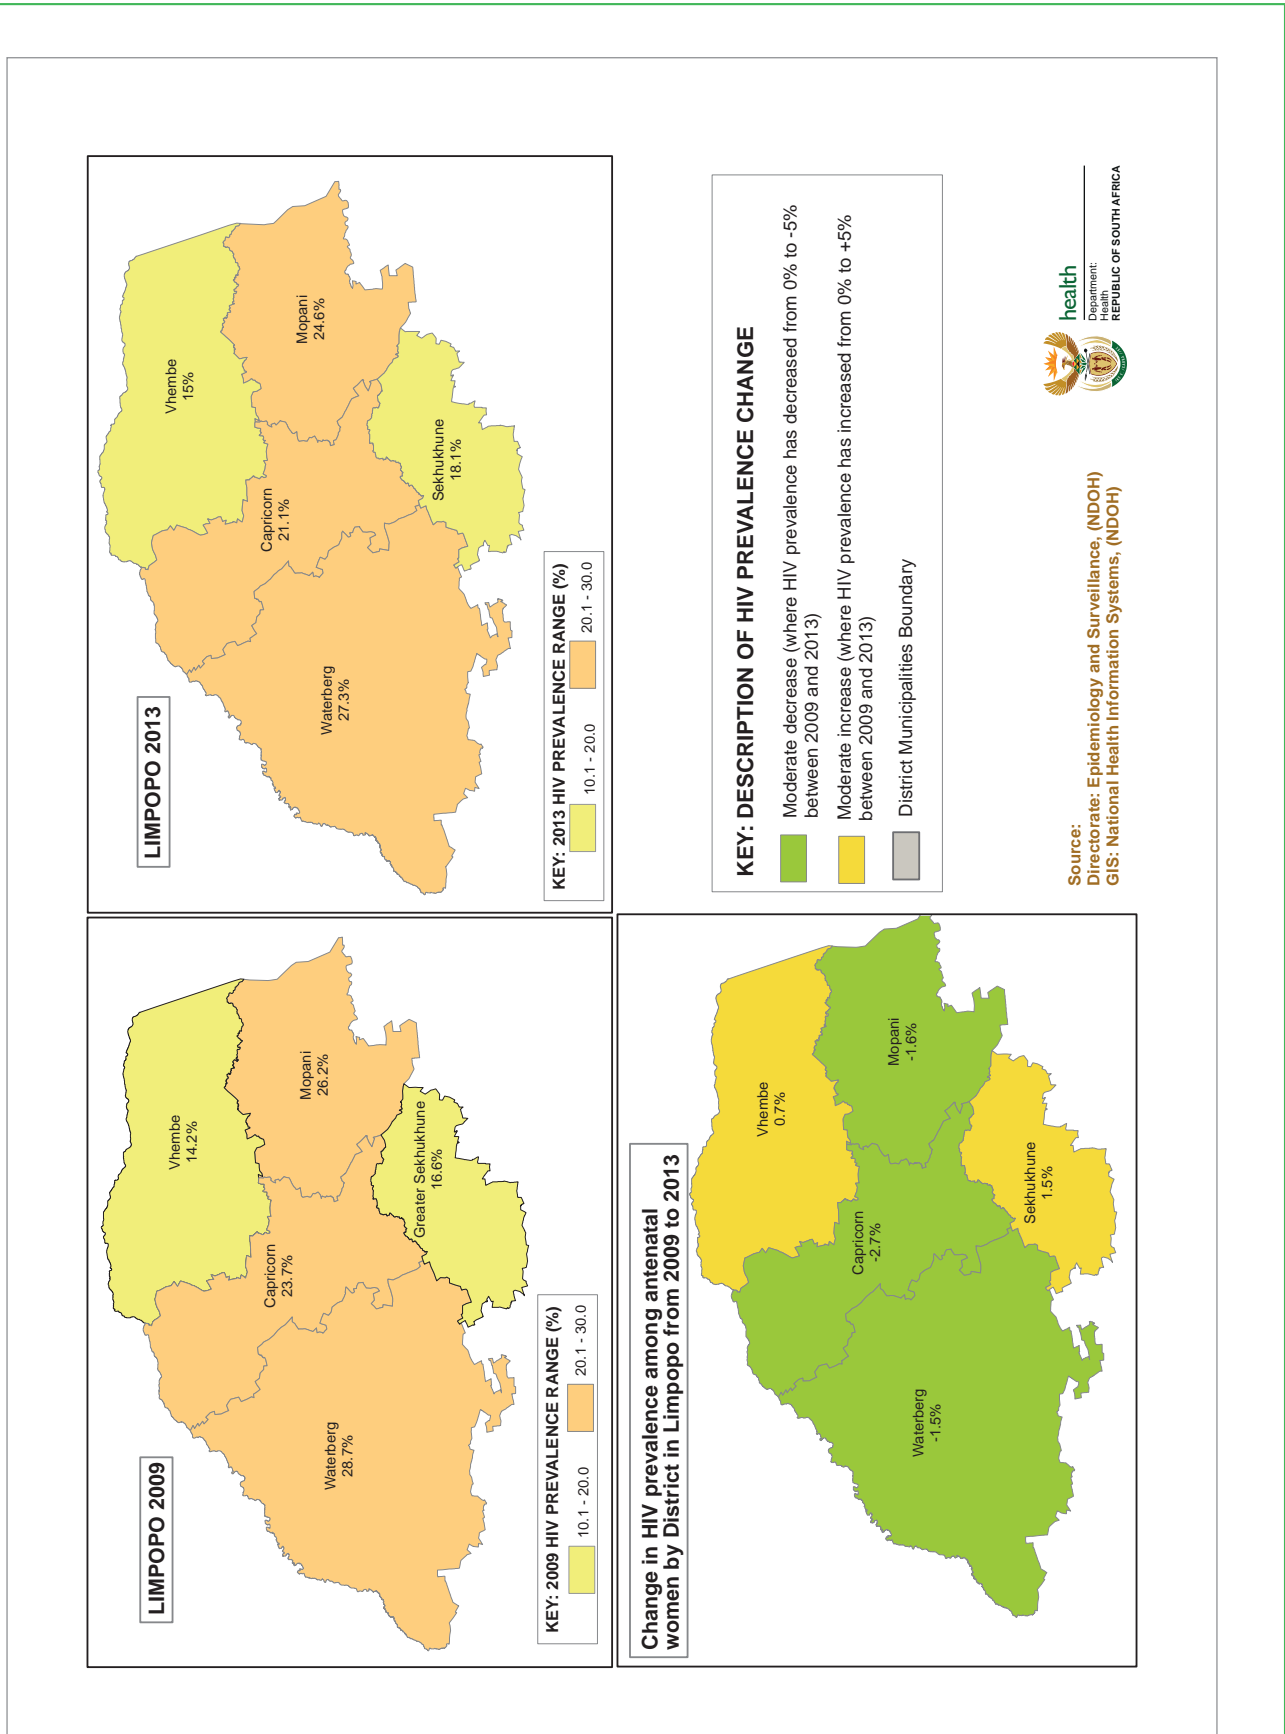 LIMPOPO 2009
Vhembe
14.2%
Mopani
26.2%
Capricorn
23.7%
Greater Sekhukhune
16.6%
Waterberg
28.7%
KEY: 2009 HIV PREVALENCE RANGE (%)
10.1 - 20.0
20.1 - 30.0
LIMPOPO 2013
Vhembe
15%
Mopani
24.6%
Capricorn
21.1%
Sekhukhune
18.1%
Waterberg
27.3%
KEY: 2013 HIV PREVALENCE RANGE (%)
10.1 - 20.0
20.1 - 30.0
Change in HIV prevalence among antenatal
women by District in Limpopo from 2009 to 2013
Vhembe
0.7%
Mopani
-1.6%
Capricorn
-2.7%
Sekhukhune
1.5%
Waterberg
-1.5%
KEY: DESCRIPTION OF HIV PREVALENCE CHANGE
Moderate decrease (where HIV prevalence has decreased from 0% to -5%
between 2009 and 2013)
Moderate increase (where HIV prevalence has increased from 0% to +5%
between 2009 and 2013)
District Municipalities Boundary
Source:
Directorate: Epidemiology and Surveillance, (NDOH)
GIS: National Health Information Systems, (NDOH)
health
Department:
Health
REPUBLIC OF SOUTH AFRICA